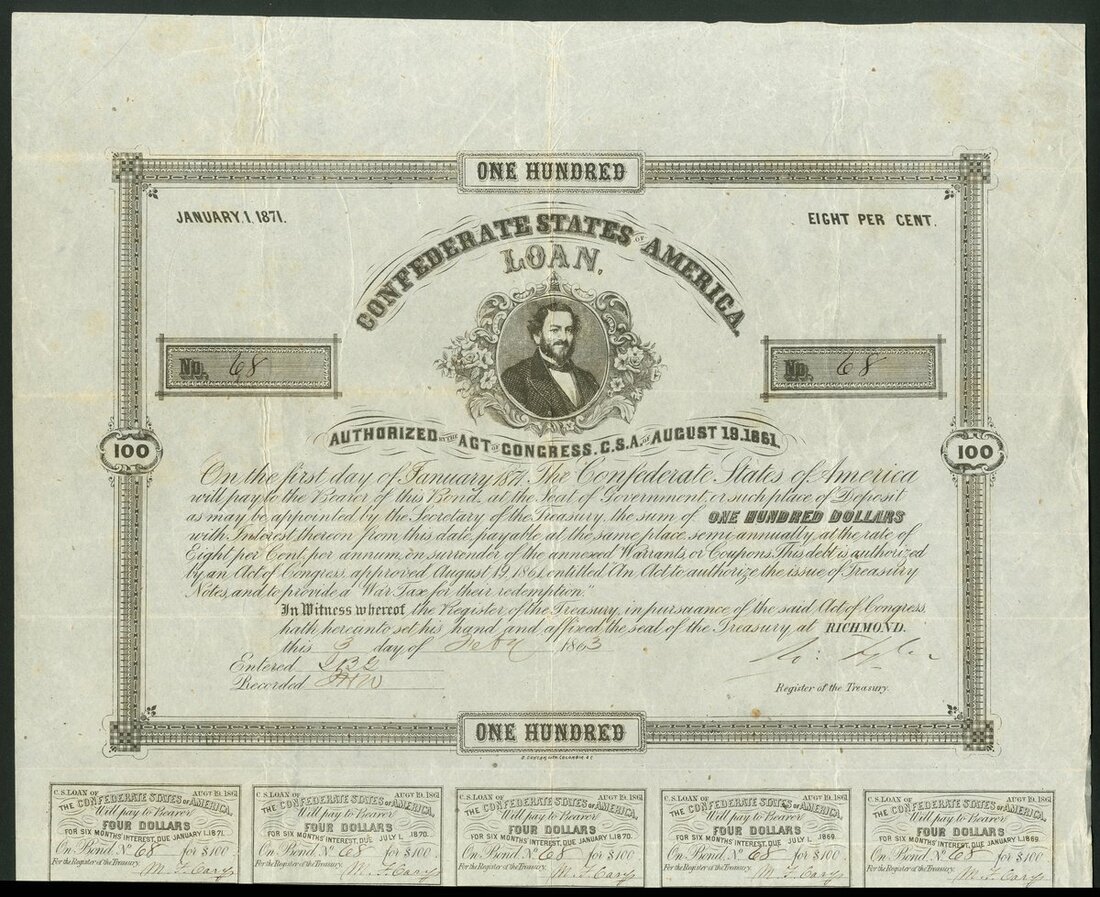 ONE HUNDRED
JANUARY. 1. 1871.
EIGHT PER CENT.
CONFEDERATE STATES OF AMERICA
LOAN,
No. 68
No. 68
AUTHORIZED BY THE ACT OF CONGRESS. C.S.A. OF AUGUST 19. 1861.
100
100
On the first day of January 1871, The Confederate States of America
will pay to the Bearer of this Bond, at the Seat of Government, or such place of Deposit
as may be appointed by the Secretary of the Treasury, the sum of ONE HUNDRED DOLLARS
with Interest thereon from this date, payable at the same place, semi-annually, at the rate of
Eight per Cent, per annum, on surrender of the annexed Warrants, or Coupons. This debt is authorized
by an Act of Congress, approved August 19, 1861, entitled "An Act to authorize the issue of Treasury
Notes, and to provide a War Tax for their redemption."
In Witness whereof the Register of the Treasury, in pursuance of the said Act of Congress,
hath hereunto set his hand and affixed the seal of the Treasury at RICHMOND.
this 3 day of Feby 1863
Entered
Recorded
Ro: Tyler
Register of the Treasury.
ONE HUNDRED
C.S. LOAN OF AUGT 19. 1861
THE CONFEDERATE STATES OF AMERICA,
Will pay to Bearer
FOUR DOLLARS
FOR SIX MONTHS' INTEREST, DUE JANUARY 1. 1871.
On Bond. No 68 for $100.
For the Register of the Treasury.
C.S. LOAN OF AUGT 19. 1861
THE CONFEDERATE STATES OF AMERICA,
Will pay to Bearer
FOUR DOLLARS
FOR SIX MONTHS' INTEREST, DUE JULY 1. 1870.
On Bond. No 68 for $100.
For the Register of the Treasury.
C.S. LOAN OF AUGT 19. 1861
THE CONFEDERATE STATES OF AMERICA,
Will pay to Bearer
FOUR DOLLARS
FOR SIX MONTHS' INTEREST, DUE JANUARY 1. 1870.
On Bond. No 68 for $100.
For the Register of the Treasury.
C.S. LOAN OF AUGT 19. 1861
THE CONFEDERATE STATES OF AMERICA,
Will pay to Bearer
FOUR DOLLARS
FOR SIX MONTHS' INTEREST, DUE JULY 1. 1869.
On Bond. No 68 for $100.
For the Register of the Treasury.
C.S. LOAN OF AUGT 19. 1861
THE CONFEDERATE STATES OF AMERICA,
Will pay to Bearer
FOUR DOLLARS
FOR SIX MONTHS' INTEREST, DUE JANUARY 1. 1869.
On Bond. No 68 for $100.
For the Register of the Treasury.